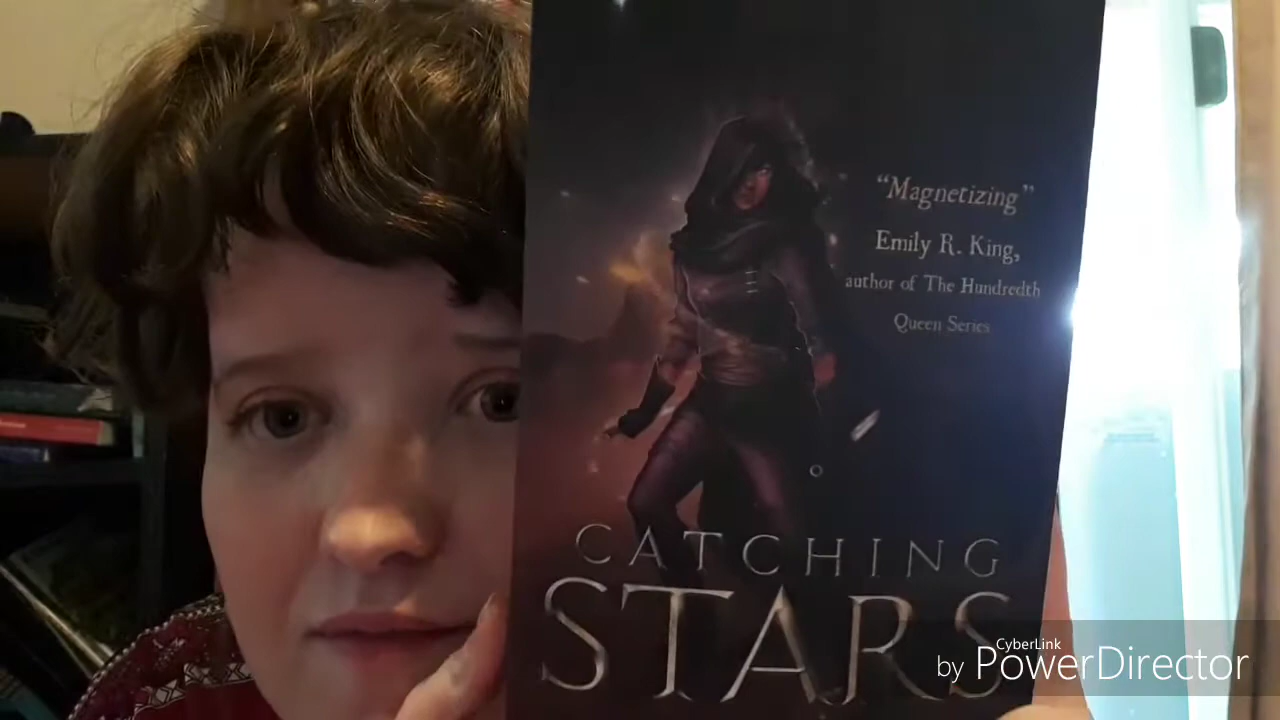 “Magnetizing”
Emily R. King,
author of The Hundredth
Queen Series
CATCHING
STARS
CyberLink
by PowerDirector